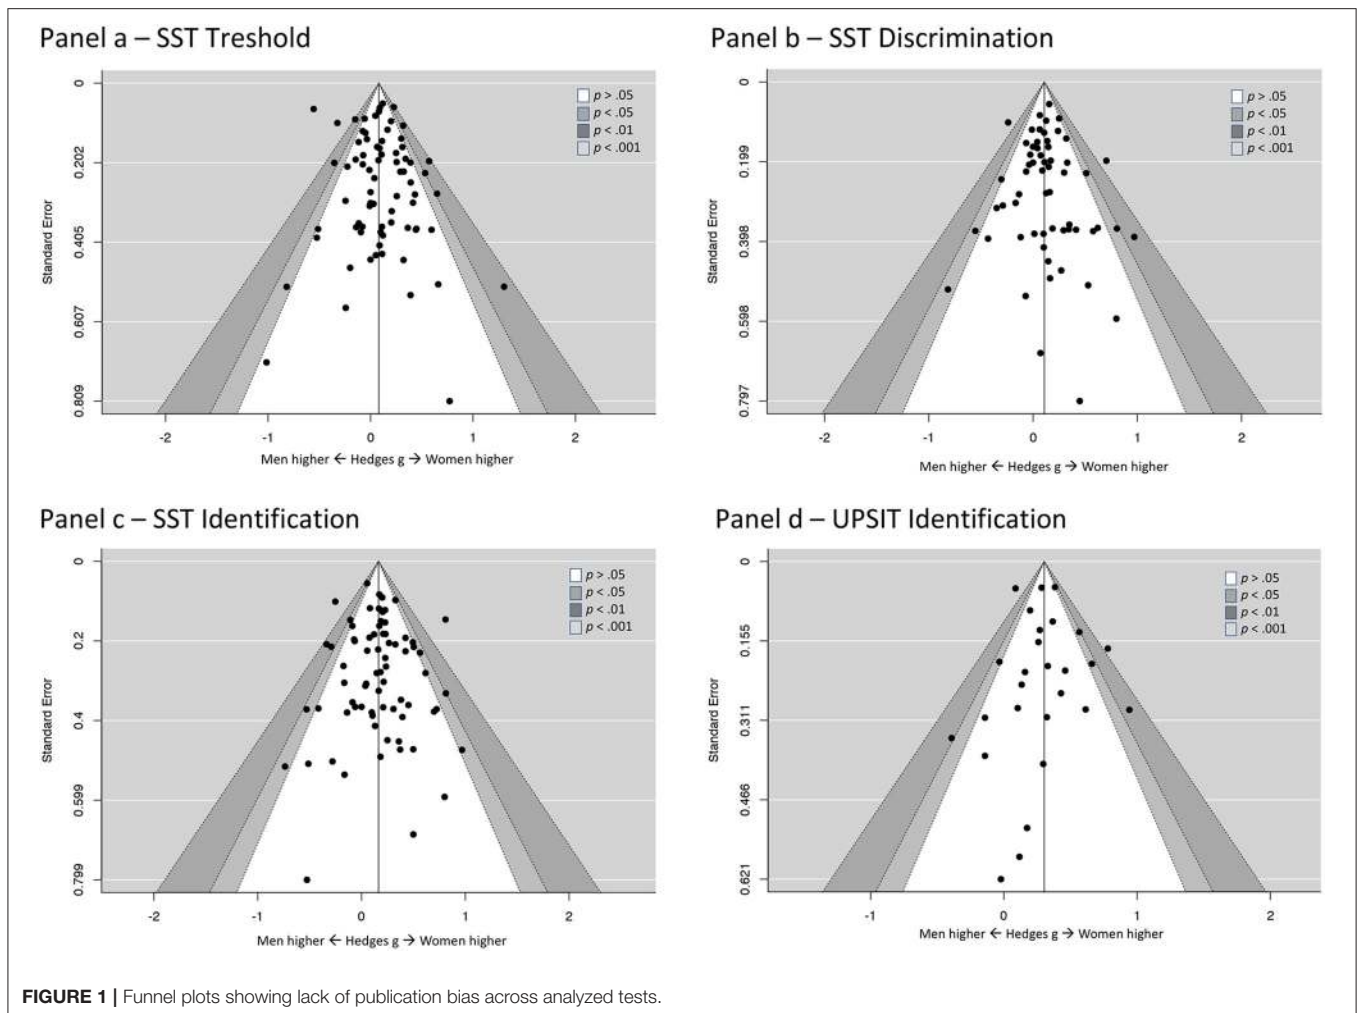 Panel a – SST Treshold
0
0.202
0.405
0.607
0.809
Standard Error
p > .05
p < .05
p < .01
p < .001
-2 -1 0 1 2
Men higher ← Hedges g → Women higher
Panel b – SST Discrimination
0
0.199
0.398
0.598
0.797
Standard Error
p > .05
p < .05
p < .01
p < .001
-2 -1 0 1 2
Men higher ← Hedges g → Women higher
Panel c – SST Identification
0
0.2
0.4
0.599
0.799
Standard Error
p > .05
p < .05
p < .01
p < .001
-2 -1 0 1 2
Men higher ← Hedges g → Women higher
Panel d – UPSIT Identification
0
0.155
0.311
0.466
0.621
Standard Error
p > .05
p < .05
p < .01
p < .001
-1 0 1 2
Men higher ← Hedges g → Women higher
FIGURE 1 | Funnel plots showing lack of publication bias across analyzed tests.